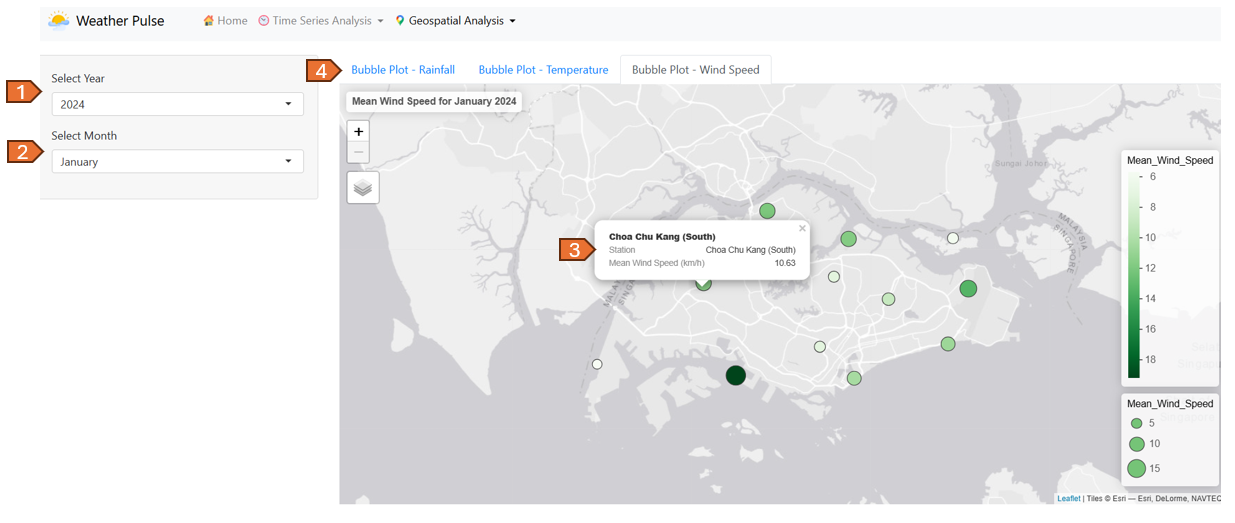 Weather Pulse
Home
Time Series Analysis
Geospatial Analysis
1
Select Year
2024
2
Select Month
January
4
Bubble Plot - Rainfall
Bubble Plot - Temperature
Bubble Plot - Wind Speed
Mean Wind Speed for January 2024
+
−
Sungai Johor
MALAYSIA
SINGAPORE
3
Choa Chu Kang (South)
×
Station Choa Chu Kang (South)
Mean Wind Speed (km/h) 10.63
MALAYSIA
Mean_Wind_Speed
6
8
10
12
14
16
18
Mean_Wind_Speed
5
10
15
Leaflet | Tiles © Esri — Esri, DeLorme, NAVTEQ